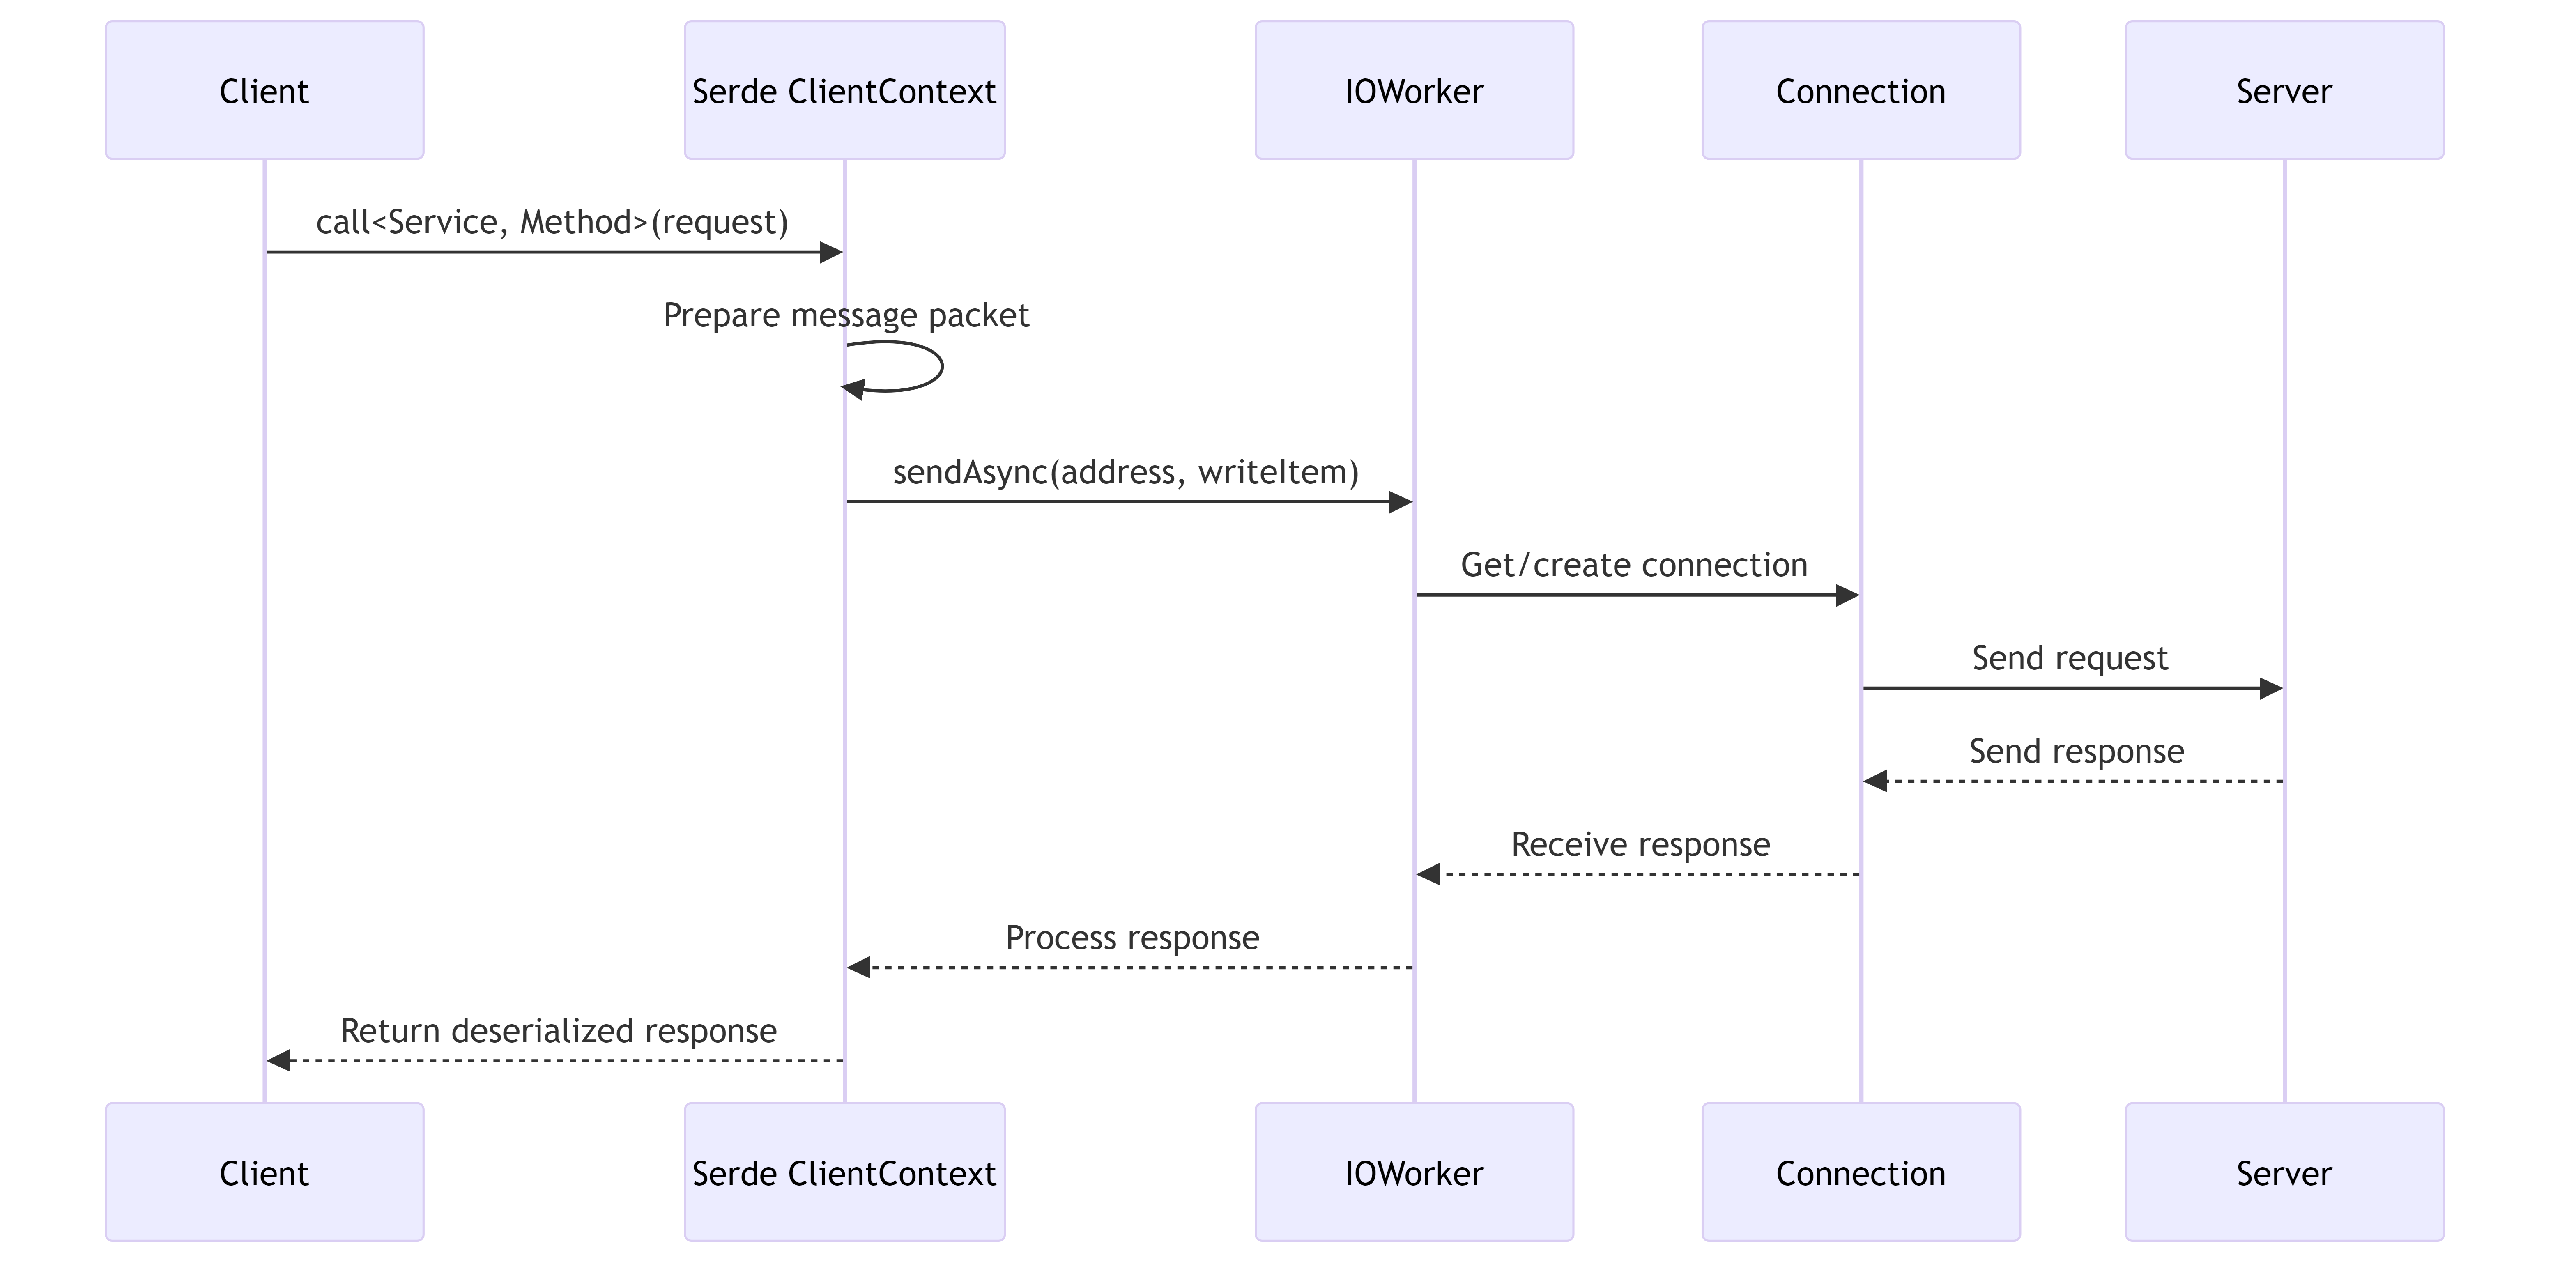 Client
Serde ClientContext
IOWorker
Connection
Server
call<Service, Method>(request)
Prepare message packet
sendAsync(address, writeItem)
Get/create connection
Send request
Send response
Receive response
Process response
Return deserialized response
Client
Serde ClientContext
IOWorker
Connection
Server